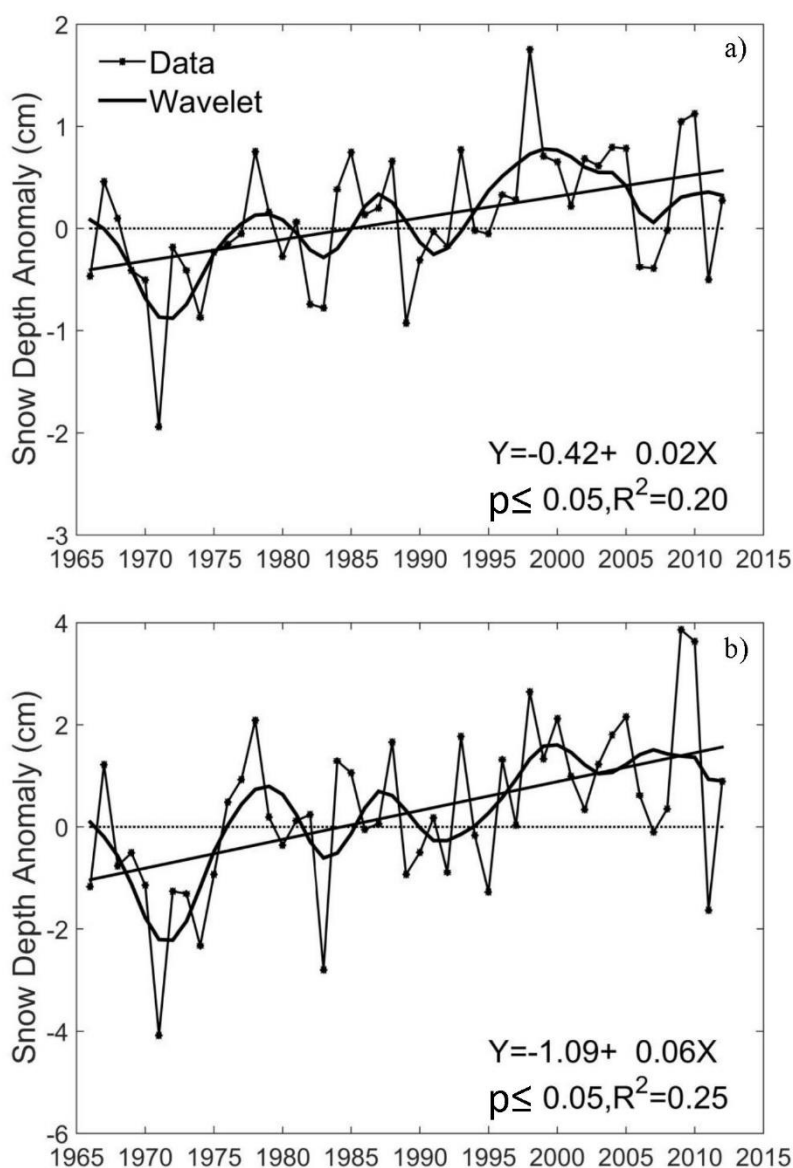 2
a)
Data
Wavelet
1
0
-1
-2
-3
Snow Depth Anomaly (cm)
Y=-0.42+ 0.02X
p≤ 0.05,R²=0.20
1965 1970 1975 1980 1985 1990 1995 2000 2005 2010 2015
4
b)
2
0
-2
-4
-6
Snow Depth Anomaly (cm)
Y=-1.09+ 0.06X
p≤ 0.05,R²=0.25
1965 1970 1975 1980 1985 1990 1995 2000 2005 2010 2015